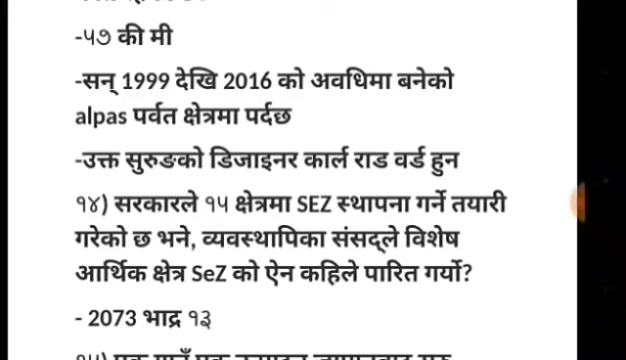 -५७ की मी
-सन् 1999 देखि 2016 को अवधिमा बनेको
alpas पर्वत क्षेत्रमा पर्दछ
-उक्त सुरुङको डिजाइनर कार्ल राड वर्ड हुन
१४) सरकारले १५ क्षेत्रमा SEZ स्थापना गर्ने तयारी
गरेको छ भने, व्यवस्थापिका संसद्ले विशेष
आर्थिक क्षेत्र SeZ को ऐन कहिले पारित गर्यो?
- 2073 भाद्र १३